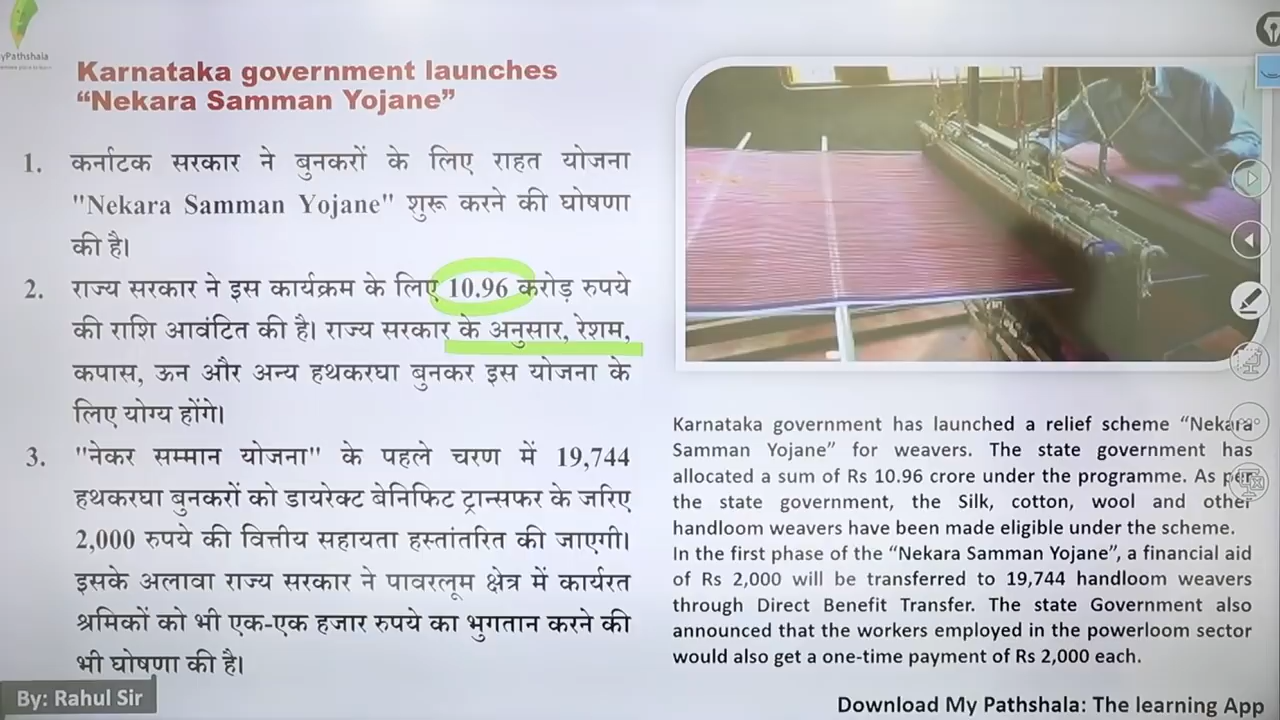 yPathshala
Karnataka government launches
“Nekara Samman Yojane”
1. कर्नाटक सरकार ने बुनकरों के लिए राहत योजना
"Nekara Samman Yojane" शुरू करने की घोषणा
की है।
2. राज्य सरकार ने इस कार्यक्रम के लिए 10.96 करोड़ रुपये
की राशि आवंटित की है। राज्य सरकार के अनुसार, रेशम,
कपास, ऊन और अन्य हथकरघा बुनकर इस योजना के
लिए योग्य होंगे।
3. "नेकर सम्मान योजना" के पहले चरण में 19,744
हथकरघा बुनकरों को डायरेक्ट बेनिफिट ट्रान्सफर के जरिए
2,000 रुपये की वित्तीय सहायता हस्तांतरित की जाएगी।
इसके अलावा राज्य सरकार ने पावरलूम क्षेत्र में कार्यरत
श्रमिकों को भी एक-एक हजार रुपये का भुगतान करने की
भी घोषणा की है।
Karnataka government has launched a relief scheme “Nekara
Samman Yojane” for weavers. The state government has
allocated a sum of Rs 10.96 crore under the programme. As per
the state government, the Silk, cotton, wool and other
handloom weavers have been made eligible under the scheme.
In the first phase of the “Nekara Samman Yojane”, a financial aid
of Rs 2,000 will be transferred to 19,744 handloom weavers
through Direct Benefit Transfer. The state Government also
announced that the workers employed in the powerloom sector
would also get a one-time payment of Rs 2,000 each.
By: Rahul Sir
Download My Pathshala: The learning App